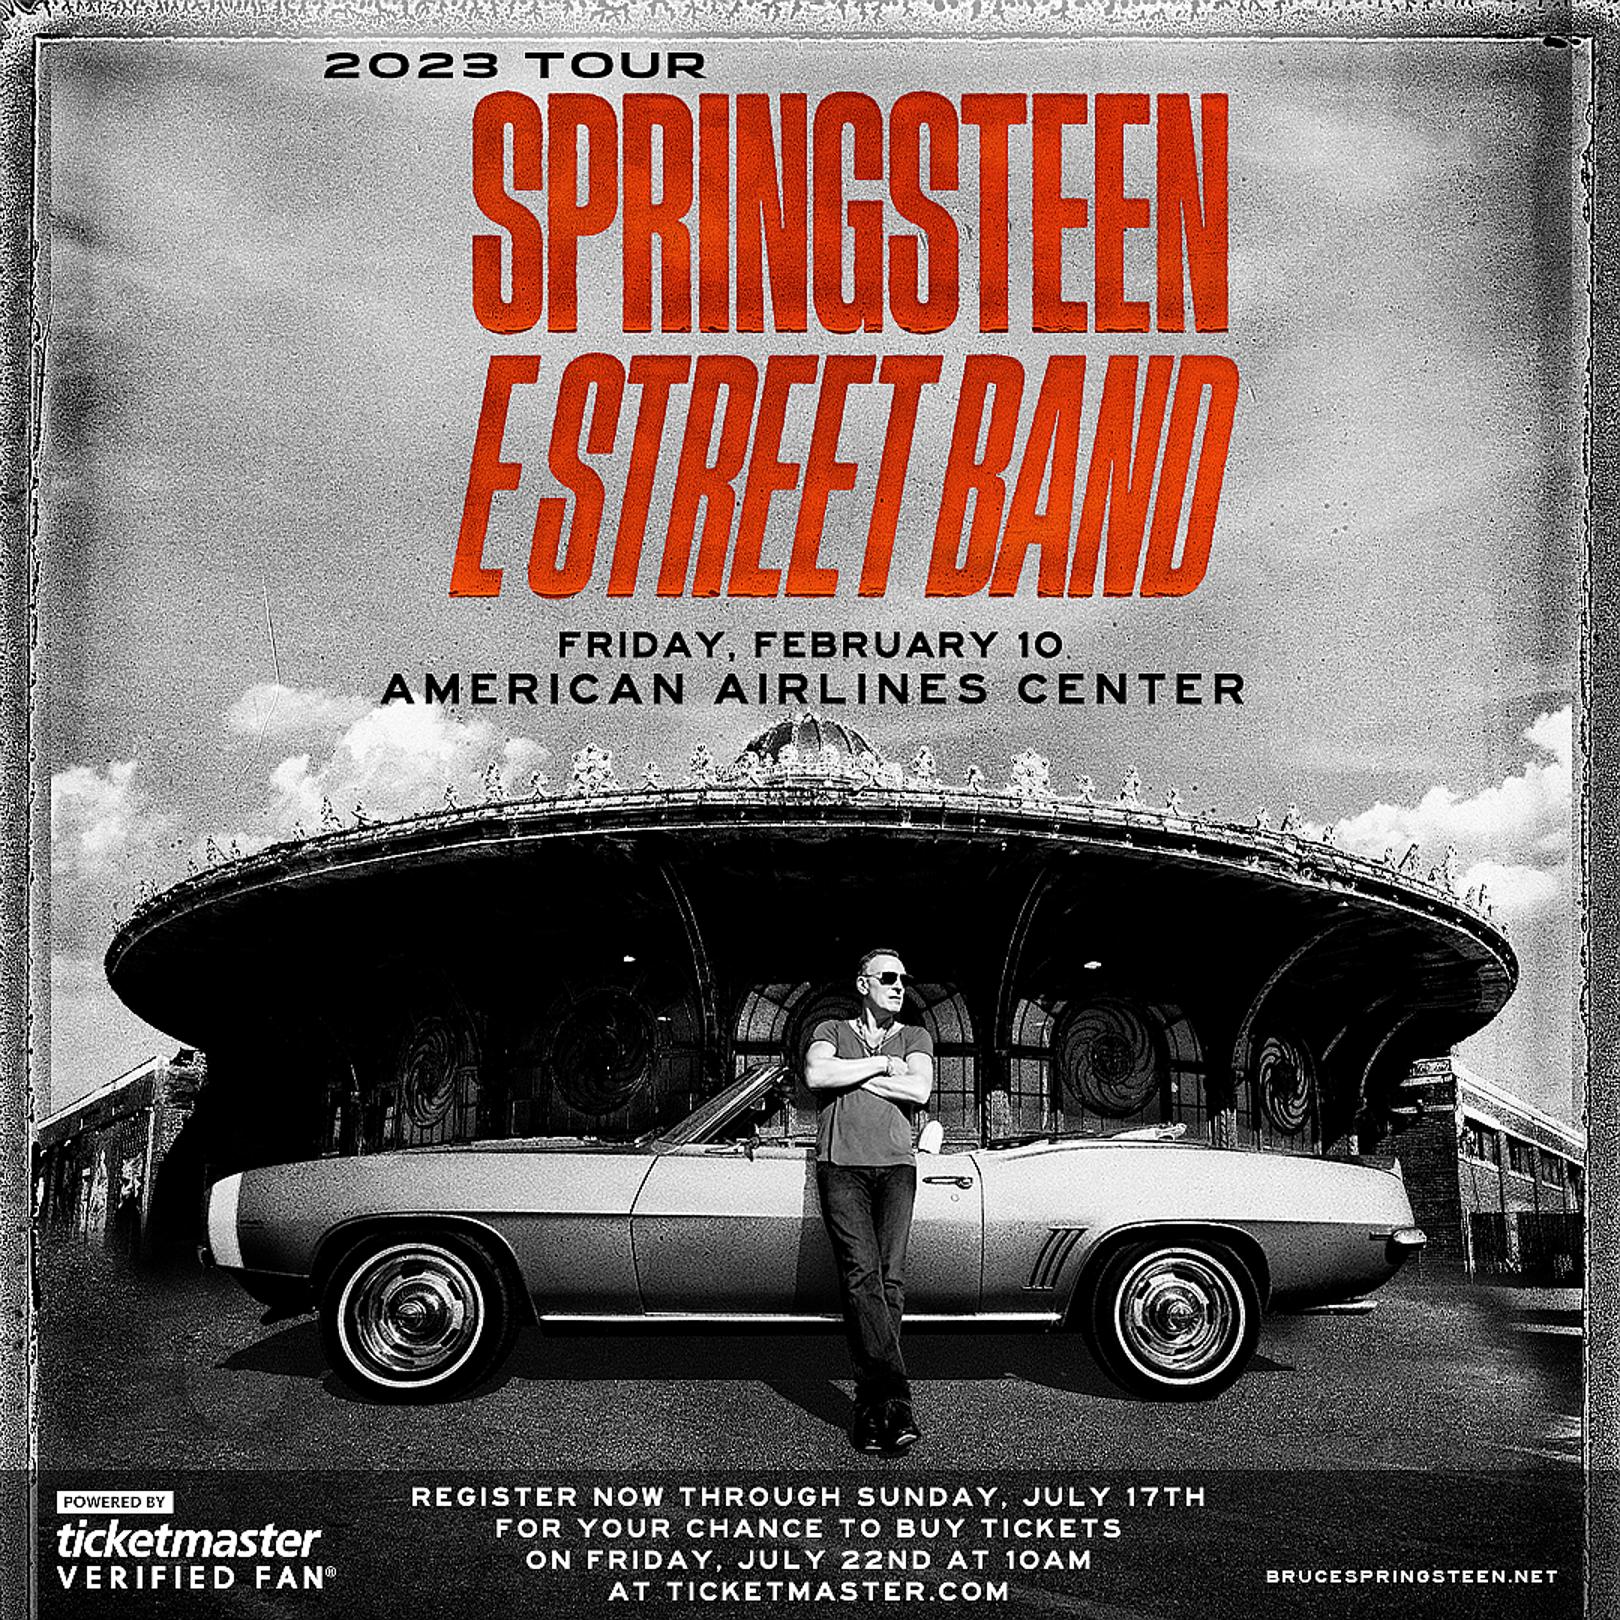 2023 TOUR
SPRINGSTEEN
E STREET BAND
FRIDAY, FEBRUARY 10
AMERICAN AIRLINES CENTER
POWERED BY
ticketmaster
VERIFIED FAN®
REGISTER NOW THROUGH SUNDAY, JULY 17TH
FOR YOUR CHANCE TO BUY TICKETS
ON FRIDAY, JULY 22ND AT 10AM
AT TICKETMASTER.COM
BRUCESPRINGSTEEN.NET